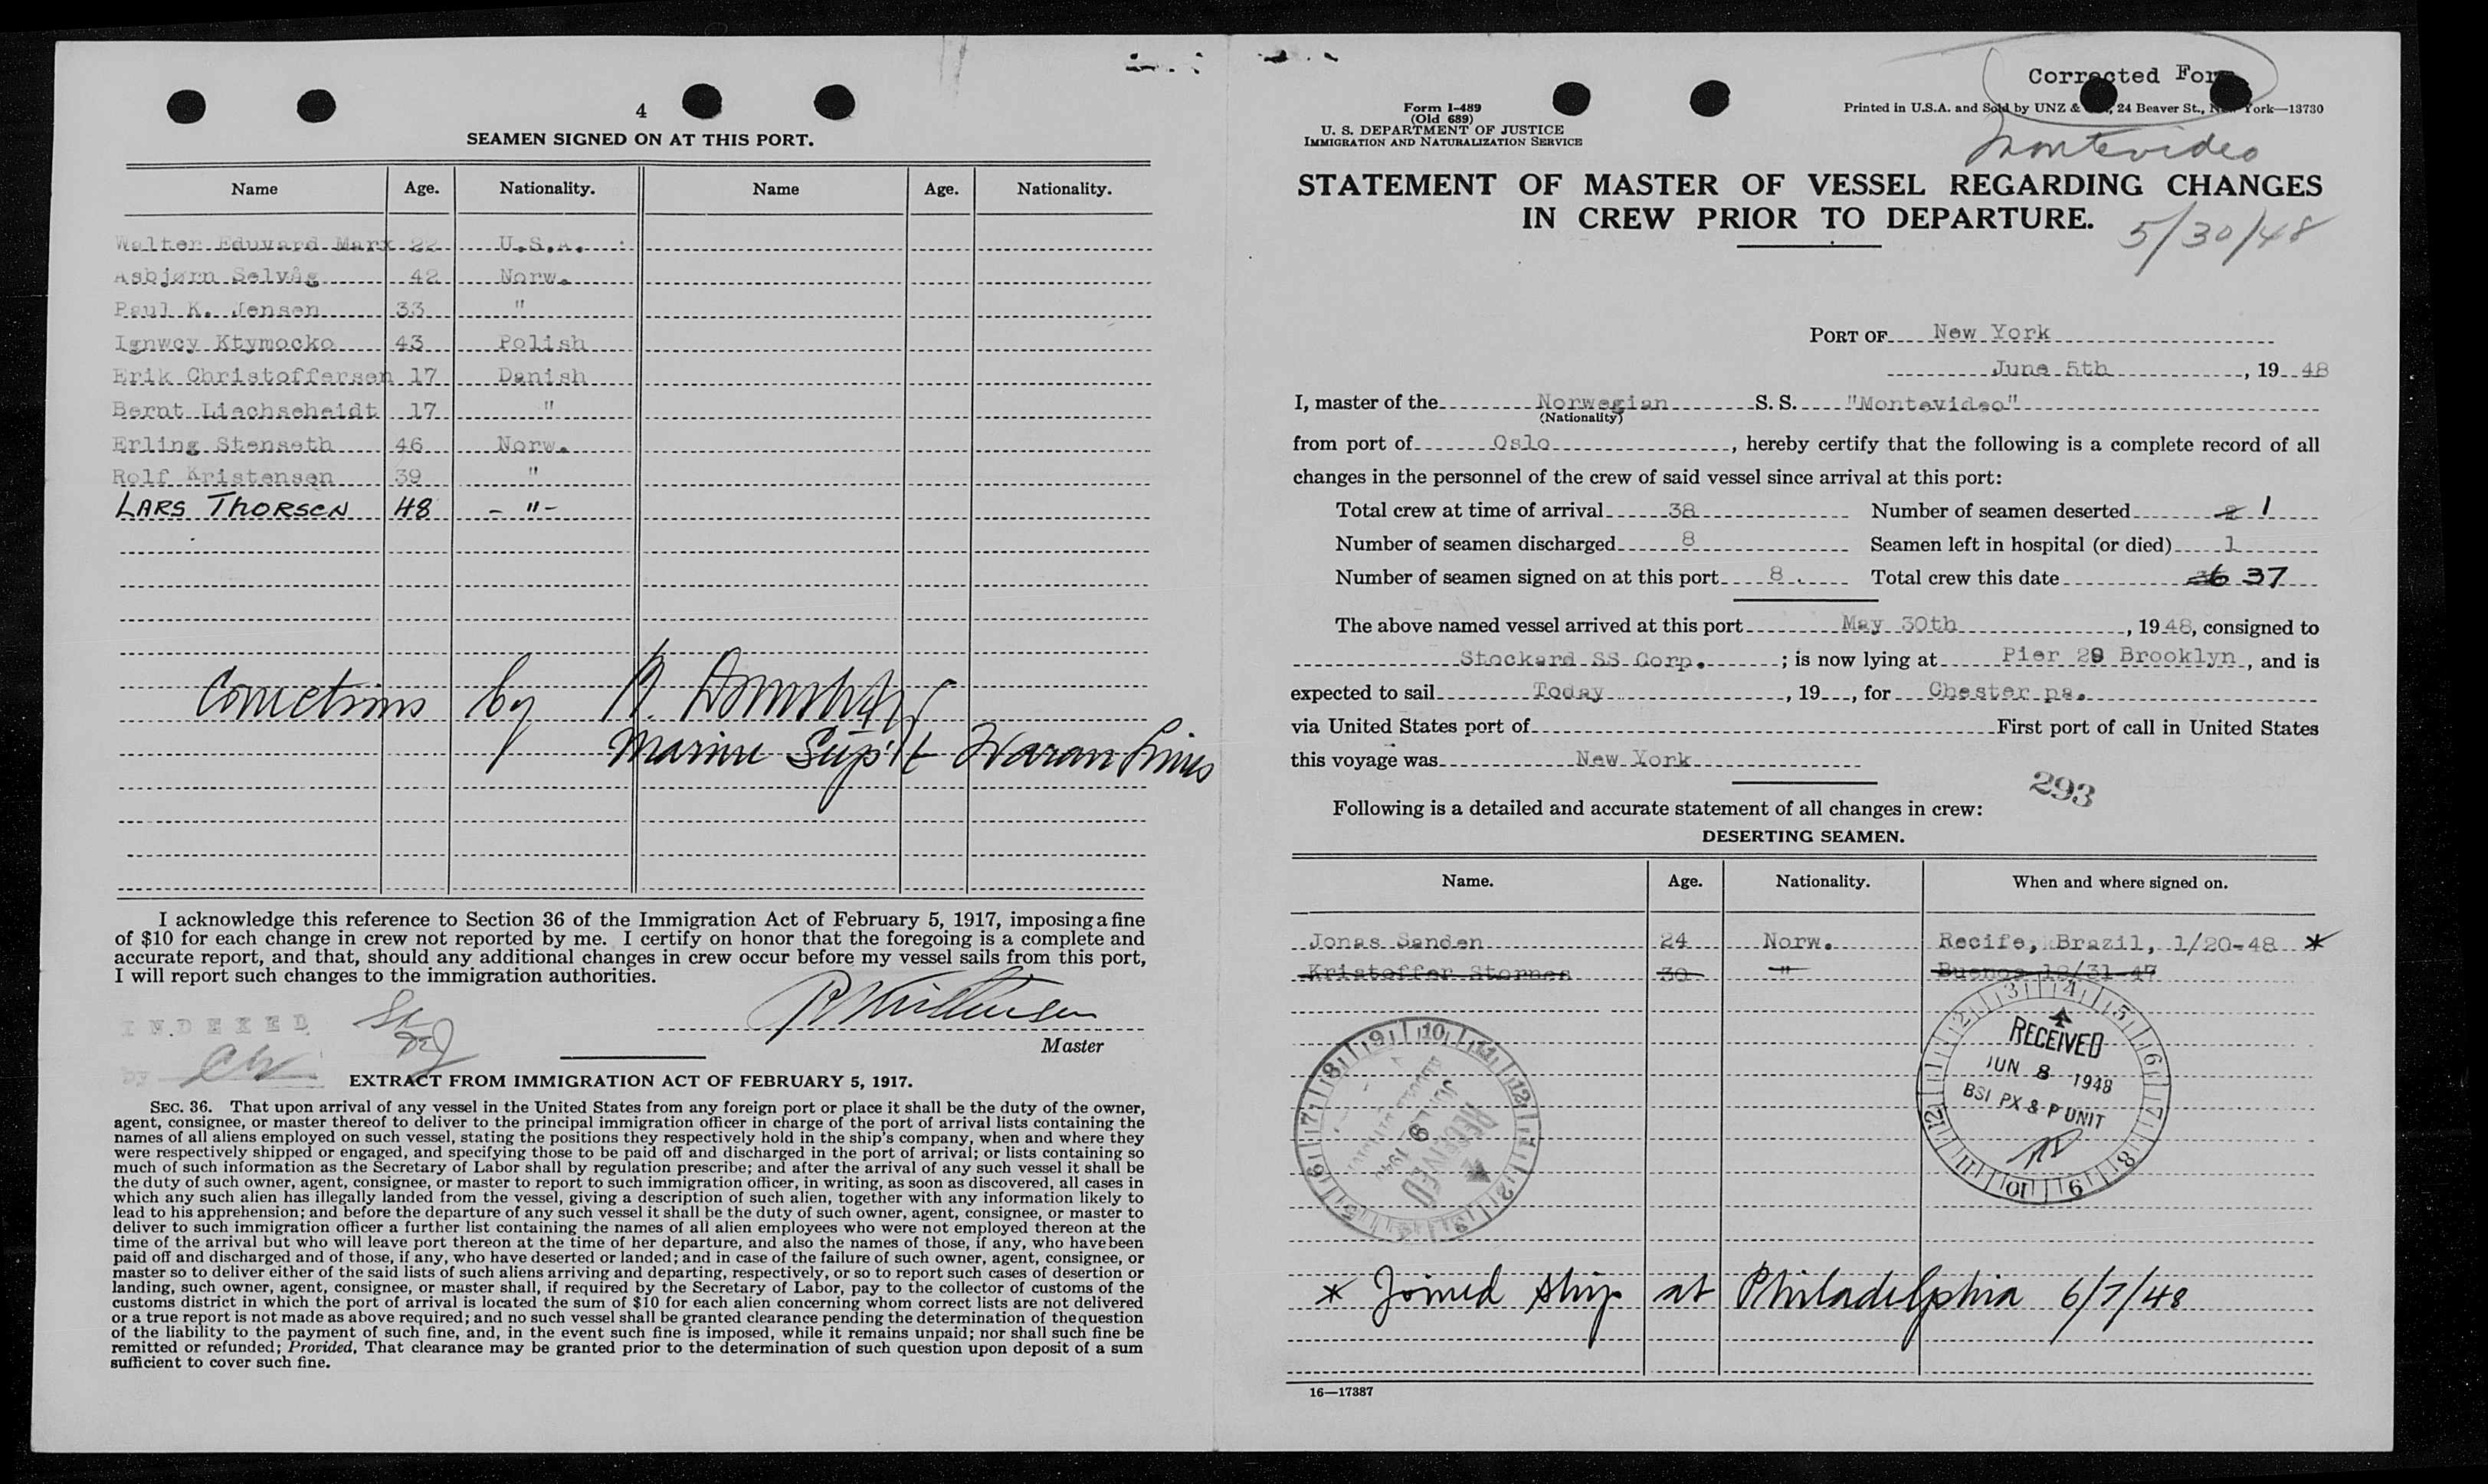 4
SEAMEN SIGNED ON AT THIS PORT.
Name Age. Nationality. Name Age. Nationality.
Walter Eduvard Marx 22 U.S.A.
Asbjørn Selvåg 42 Norw.
Paul K. Jensen 33 "
Ignwcy Ktymocko 43 Polish
Erik Christoffersen 17 Danish
Bernt Liachscheidt 17 "
Erling Stenseth 46 Norw.
Rolf Kristensen 39 "
LARS THORSEN 48 - " -
Corrections by
Marine Sup't
I acknowledge this reference to Section 36 of the Immigration Act of February 5, 1917, imposing a fine
of $10 for each change in crew not reported by me. I certify on honor that the foregoing is a complete and
accurate report, and that, should any additional changes in crew occur before my vessel sails from this port,
I will report such changes to the immigration authorities.
INDEXED
Master
by
EXTRACT FROM IMMIGRATION ACT OF FEBRUARY 5, 1917.
SEC. 36. That upon arrival of any vessel in the United States from any foreign port or place it shall be the duty of the owner,
agent, consignee, or master thereof to deliver to the principal immigration officer in charge of the port of arrival lists containing the
names of all aliens employed on such vessel, stating the positions they respectively hold in the ship's company, when and where they
were respectively shipped or engaged, and specifying those to be paid off and discharged in the port of arrival; or lists containing so
much of such information as the Secretary of Labor shall by regulation prescribe; and after the arrival of any such vessel it shall be
the duty of such owner, agent, consignee, or master to report to such immigration officer, in writing, as soon as discovered, all cases in
which any such alien has illegally landed from the vessel, giving a description of such alien, together with any information likely to
lead to his apprehension; and before the departure of any such vessel it shall be the duty of such owner, agent, consignee, or master to
deliver to such immigration officer a further list containing the names of all alien employees who were not employed thereon at the
time of the arrival but who will leave port thereon at the time of her departure, and also the names of those, if any, who have been
paid off and discharged and of those, if any, who have deserted or landed; and in case of the failure of such owner, agent, consignee, or
master so to deliver either of the said lists of such aliens arriving and departing, respectively, or so to report such cases of desertion or
landing, such owner, agent, consignee, or master shall, if required by the Secretary of Labor, pay to the collector of customs of the
customs district in which the port of arrival is located the sum of $10 for each alien concerning whom correct lists are not delivered
or a true report is not made as above required; and no such vessel shall be granted clearance pending the determination of the question
of the liability to the payment of such fine, and, in the event such fine is imposed, while it remains unpaid; nor shall such fine be
remitted or refunded; Provided, That clearance may be granted prior to the determination of such question upon deposit of a sum
sufficient to cover such fine.
Corrected Form
Form I-489
(Old 689)
U. S. DEPARTMENT OF JUSTICE
IMMIGRATION AND NATURALIZATION SERVICE
Printed in U.S.A. and Sold by UNZ & 24 Beaver St., New York—13730
Montevideo
STATEMENT OF MASTER OF VESSEL REGARDING CHANGES
IN CREW PRIOR TO DEPARTURE.
5/30/48
PORT OF New York
June 5th, 19 48
I, master of the Norwegian S. S. "Montevideo"
(Nationality)
from port of Oslo, hereby certify that the following is a complete record of all
changes in the personnel of the crew of said vessel since arrival at this port:
Total crew at time of arrival 38 Number of seamen deserted 2 1
Number of seamen discharged 8 Seamen left in hospital (or died) 1
Number of seamen signed on at this port 8. Total crew this date 37
The above named vessel arrived at this port May 30th, 1948, consigned to
Stockard SS Corp.; is now lying at Pier 29 Brooklyn, and is
expected to sail Today, 19 , for Chester pa.
via United States port of First port of call in United States
this voyage was New York
293
Following is a detailed and accurate statement of all changes in crew:
DESERTING SEAMEN.
Name. Age. Nationality. When and where signed on.
Jonas Sanden 24 Norw. Recife, Brazil, 1/20-48 *
Kristoffer Stornes 30 " Buenos 12/31-47
RECEIVED
JUN 8 1948
BSI PX & P UNIT
RECEIVED
* Joined ship at Philadelphia 6/7/48
16—17387